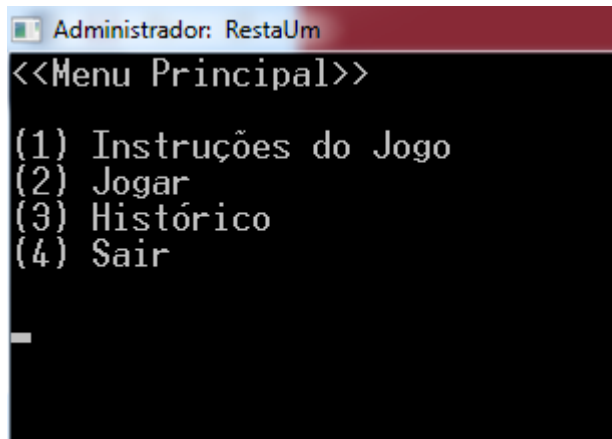 Administrador: RestaUm
<<Menu Principal>>
(1) Instruções do Jogo
(2) Jogar
(3) Histórico
(4) Sair